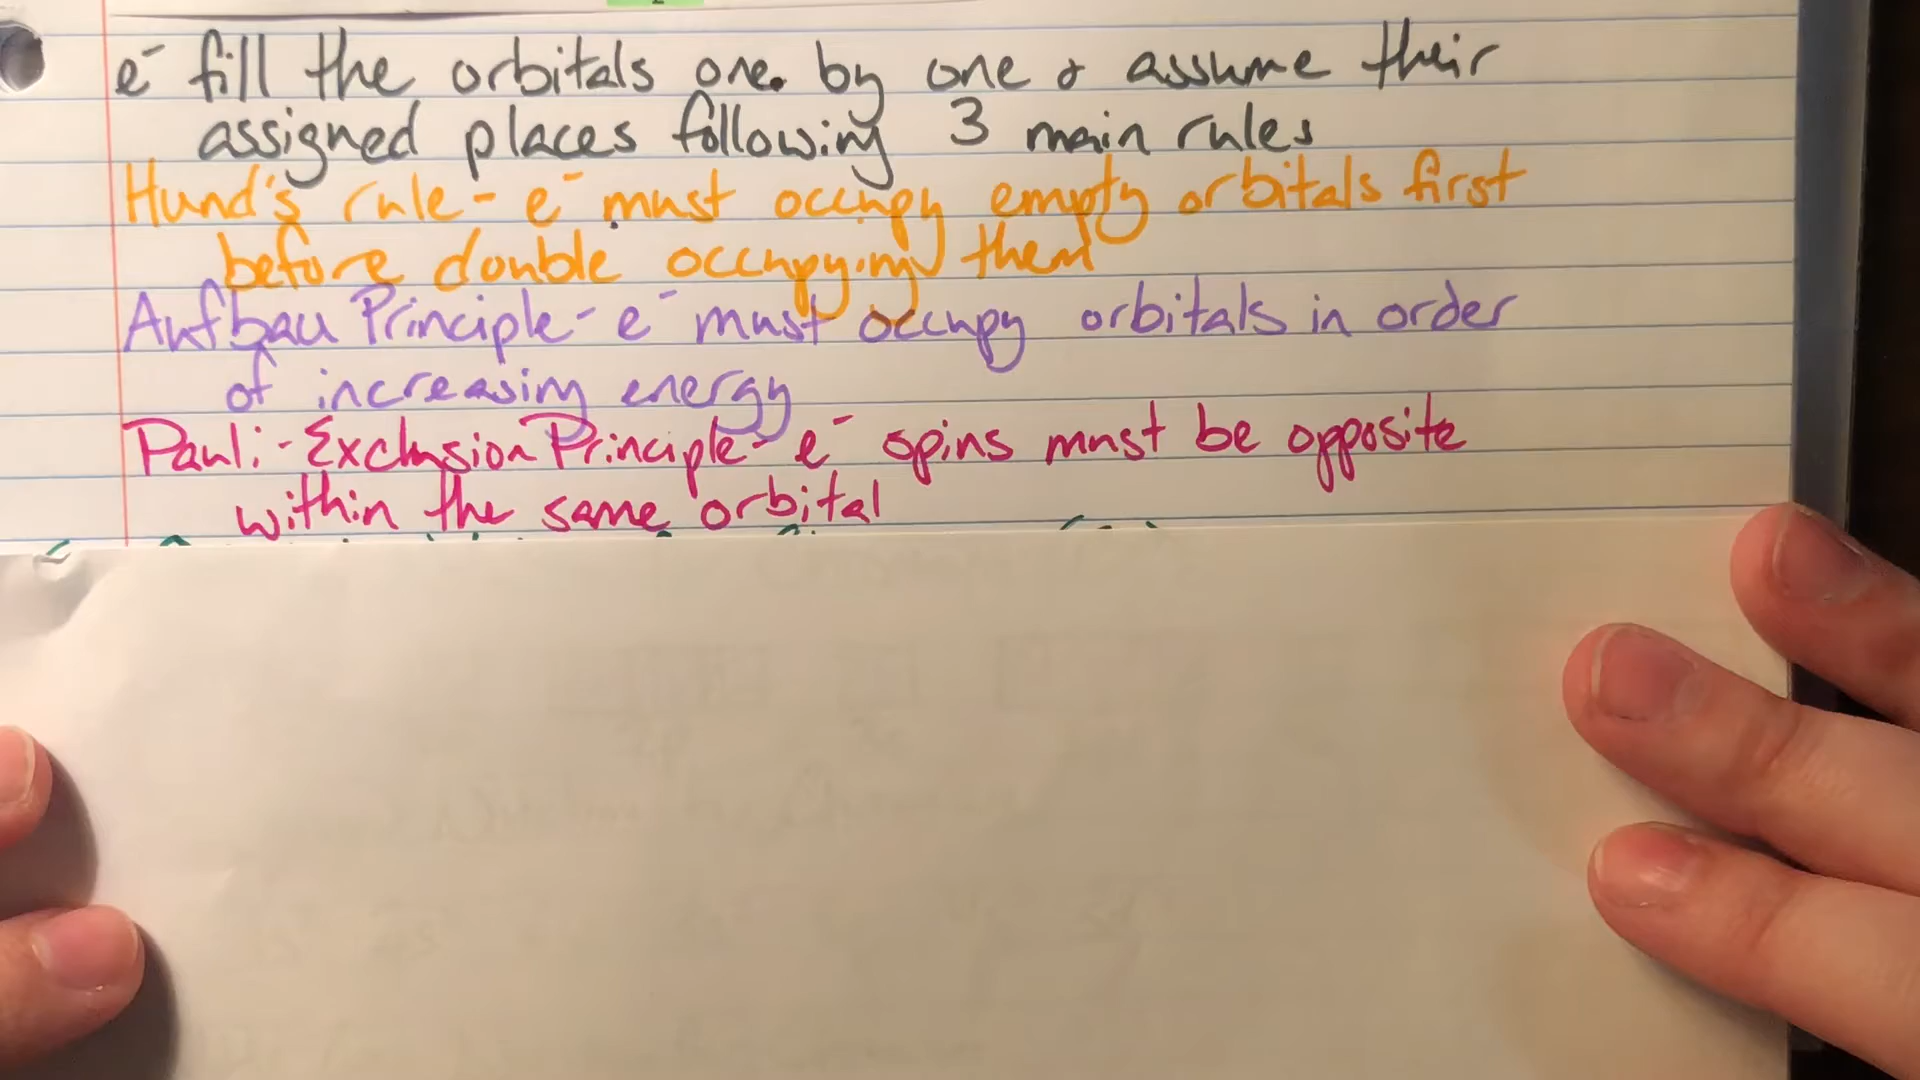 e⁻ fill the orbitals one by one & assume their
assigned places following 3 main rules
Hund's rule - e⁻ must occupy empty orbitals first
before double occupying them
Aufbau Principle - e⁻ must occupy orbitals in order
of increasing energy
Pauli-Exclusion Principle - e⁻ spins must be opposite
within the same orbital